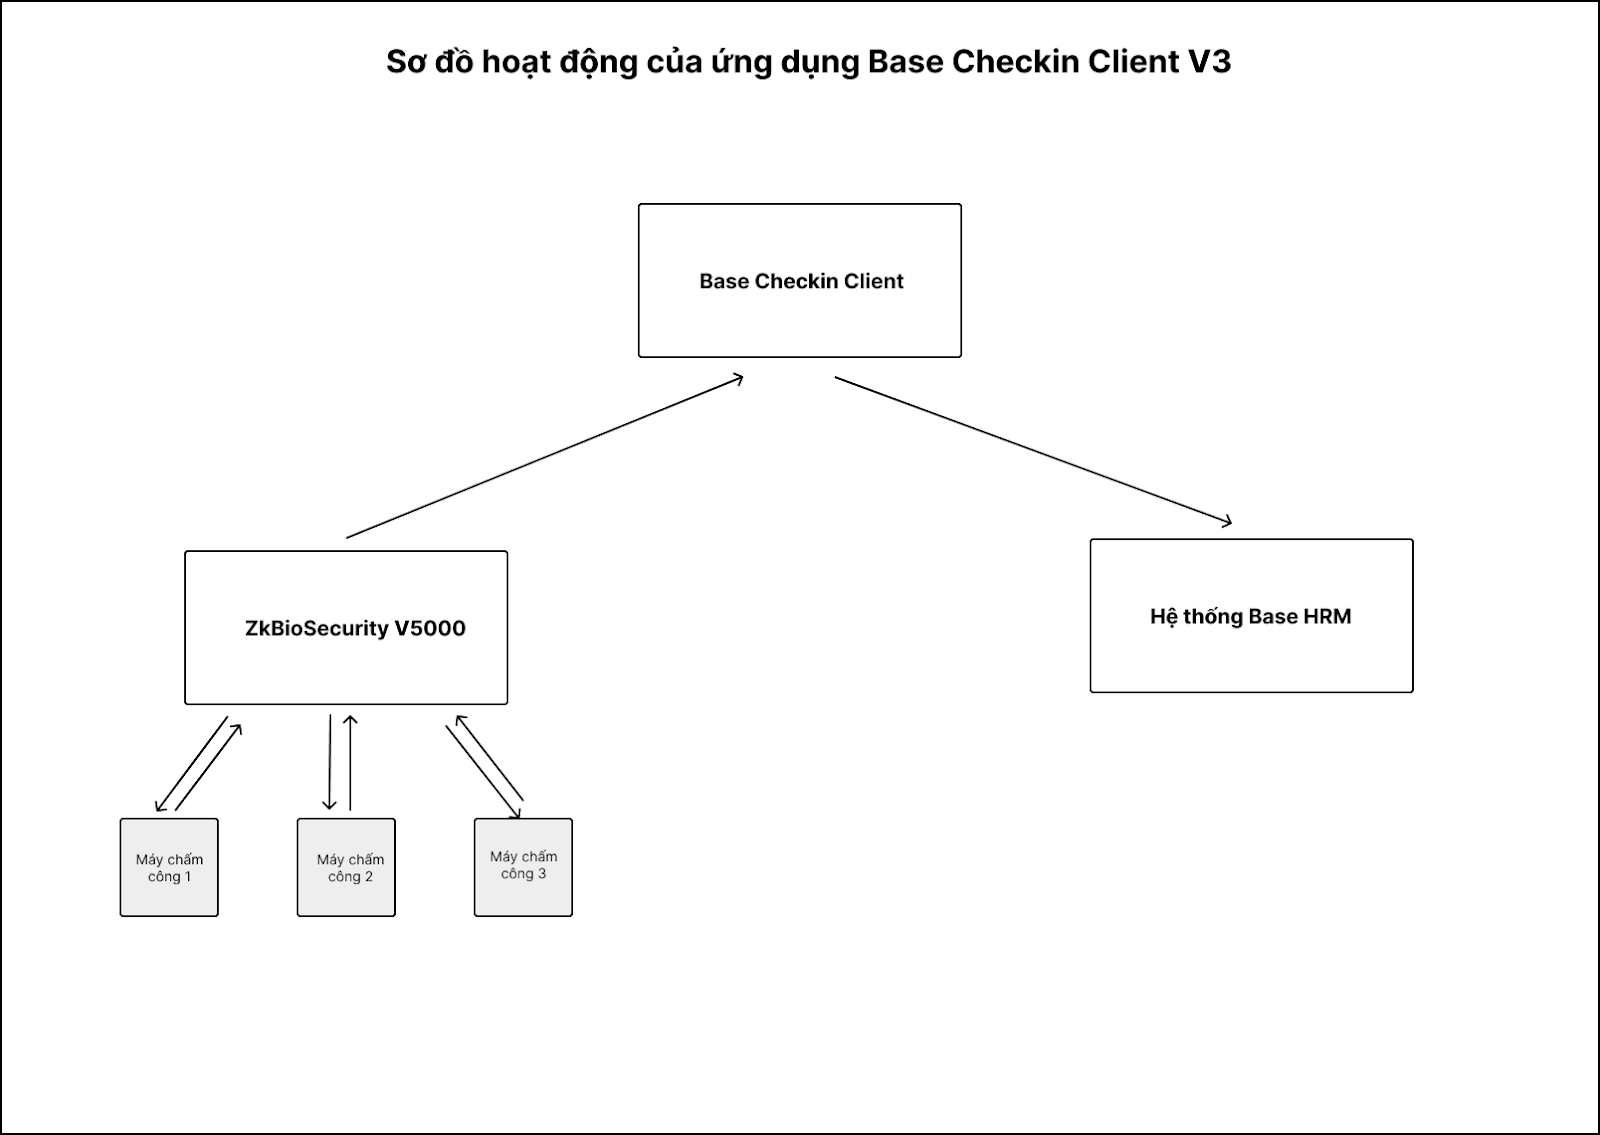 Sơ đồ hoạt động của ứng dụng Base Checkin Client V3
Base Checkin Client
ZkBioSecurity V5000
Hệ thống Base HRM
Máy chấm
công 1
Máy chấm
công 2
Máy chấm
công 3